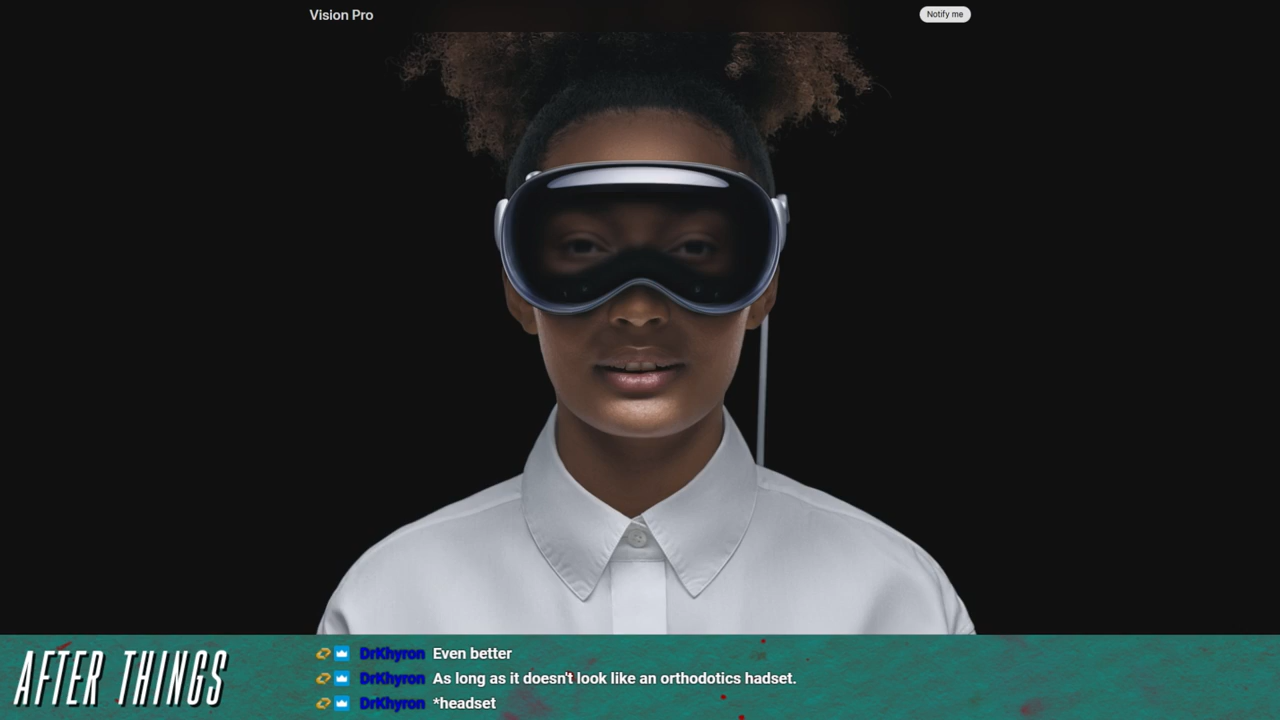 Vision Pro
Notify me
AFTER THINGS
DrKhyron Even better
DrKhyron As long as it doesn't look like an orthodotics hadset.
DrKhyron *headset